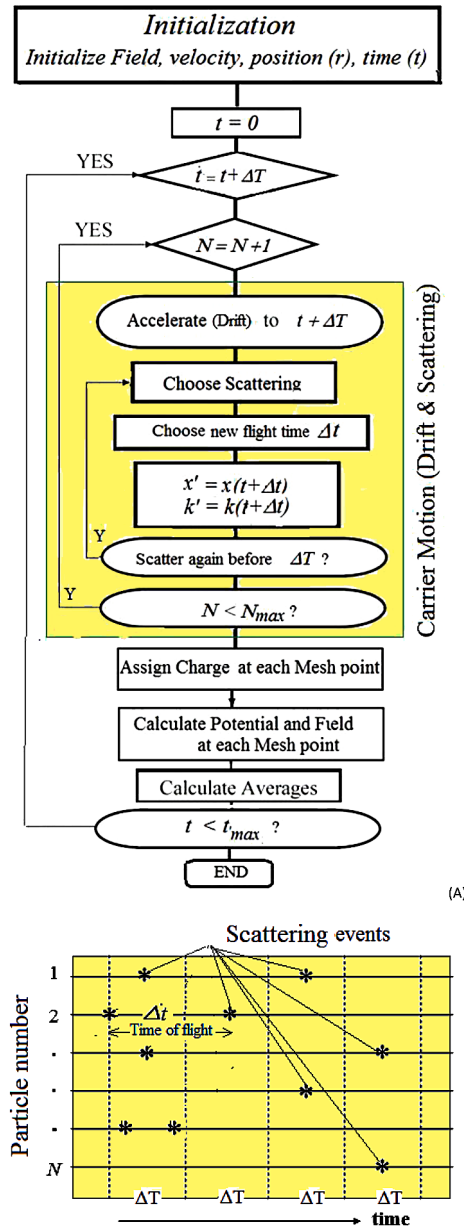 Initialization
Initialize Field, velocity, position (r), time (t)
t = 0
YES
t = t + ΔT
YES
N = N+1
Accelerate (Drift) to t + ΔT
Choose Scattering
Choose new flight time Δt
x' = x(t+Δt)
k' = k(t+Δt)
Y
Scatter again before ΔT ?
Y
N < Nmax ?
Carrier Motion (Drift & Scattering)
Assign Charge at each Mesh point
Calculate Potential and Field
at each Mesh point
Calculate Averages
t < tmax ?
END
(A)
Scattering events
Particle number
1
2
Δt
Time of flight
N
ΔT ΔT ΔT ΔT
time